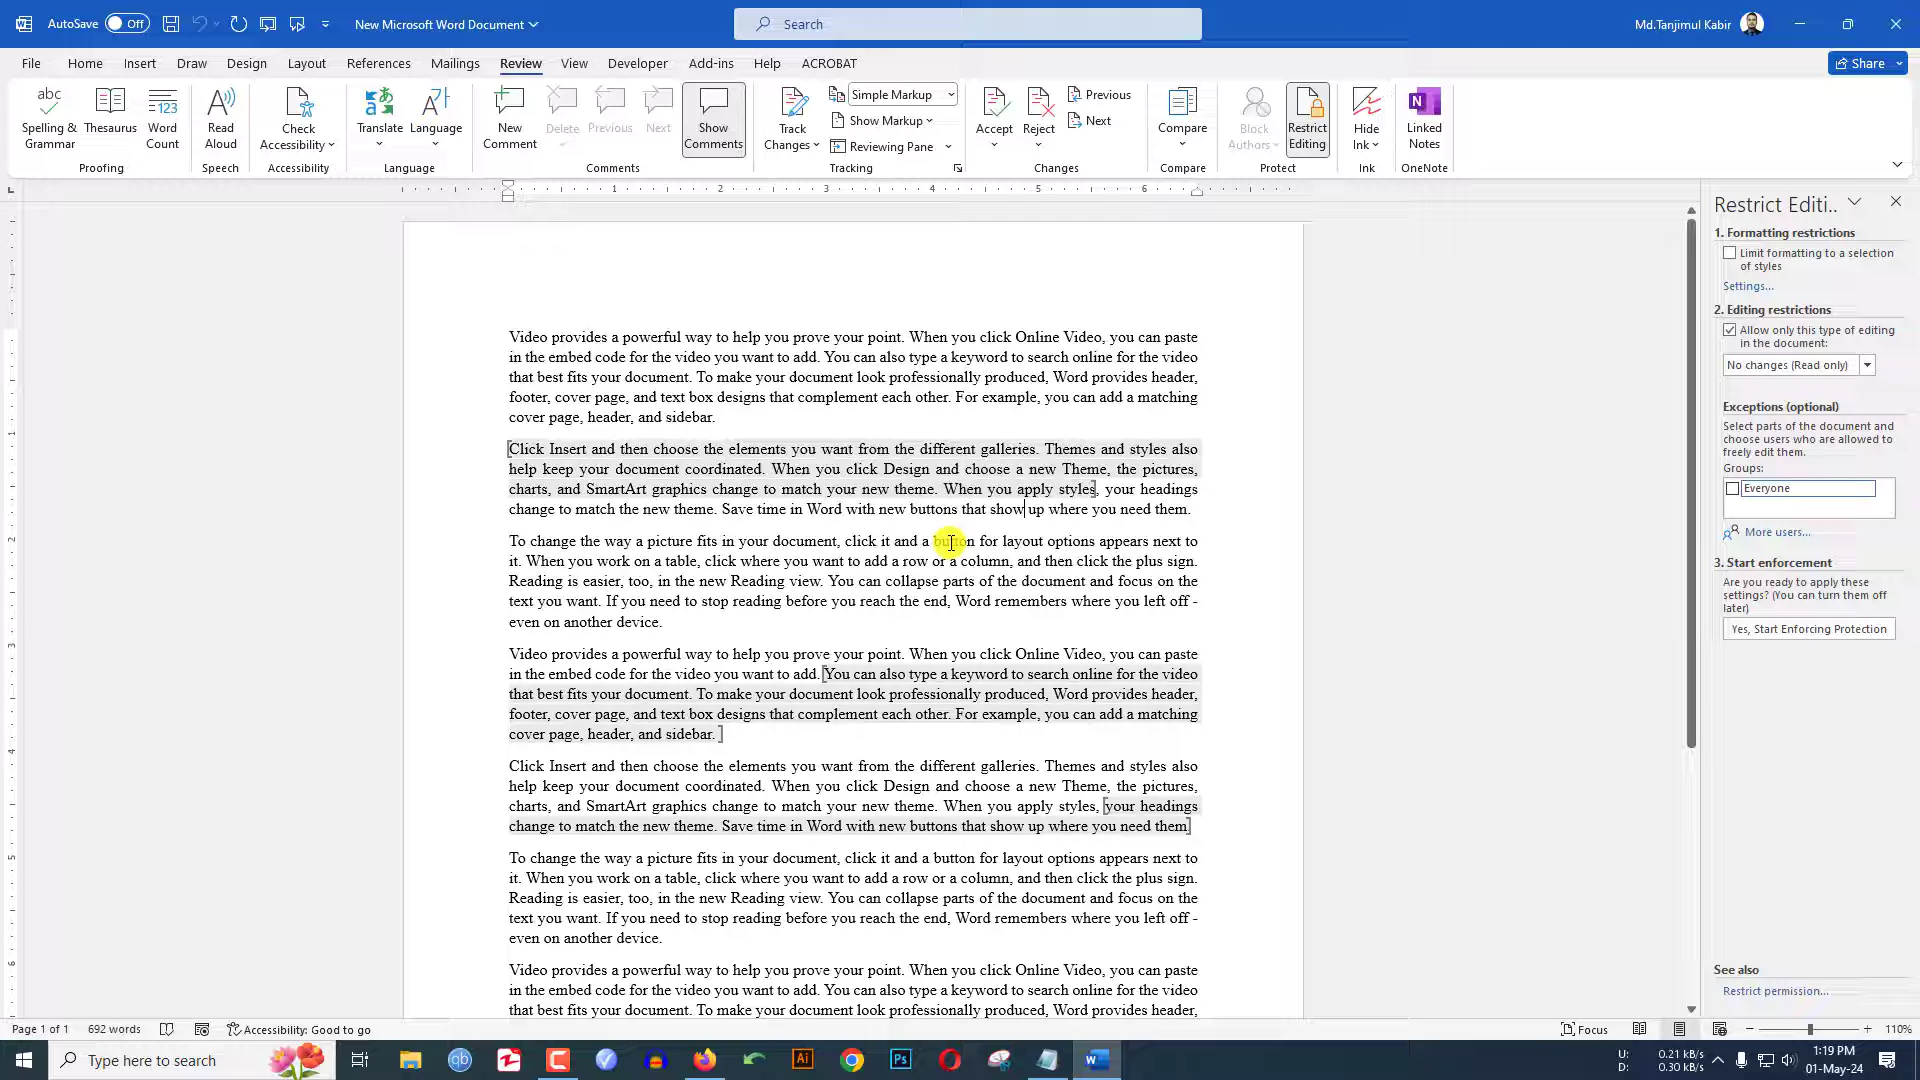 AutoSave Off
New Microsoft Word Document
Search
Md.Tanjimul Kabir
File Home Insert Draw Design Layout References Mailings Review View Developer Add-ins Help ACROBAT
Share
abc
Spelling & Grammar
Thesaurus
123
Word Count
Proofing
A
Read Aloud
Speech
Check Accessibility
Accessibility
Translate
Language
Language
New Comment
Delete
Previous
Next
Show Comments
Comments
Track Changes
Simple Markup
Show Markup
Reviewing Pane
Tracking
Accept
Reject
Previous
Next
Changes
Compare
Compare
Block Authors
Restrict Editing
Protect
Hide Ink
Ink
N
Linked Notes
OneNote
1 2 3 4 5 6
Video provides a powerful way to help you prove your point. When you click Online Video, you can paste
in the embed code for the video you want to add. You can also type a keyword to search online for the video
that best fits your document. To make your document look professionally produced, Word provides header,
footer, cover page, and text box designs that complement each other. For example, you can add a matching
cover page, header, and sidebar.
[Click Insert and then choose the elements you want from the different galleries. Themes and styles also
help keep your document coordinated. When you click Design and choose a new Theme, the pictures,
charts, and SmartArt graphics change to match your new theme. When you apply styles], your headings
change to match the new theme. Save time in Word with new buttons that show up where you need them.
To change the way a picture fits in your document, click it and a button for layout options appears next to
it. When you work on a table, click where you want to add a row or a column, and then click the plus sign.
Reading is easier, too, in the new Reading view. You can collapse parts of the document and focus on the
text you want. If you need to stop reading before you reach the end, Word remembers where you left off -
even on another device.
Video provides a powerful way to help you prove your point. When you click Online Video, you can paste
in the embed code for the video you want to add. [You can also type a keyword to search online for the video
that best fits your document. To make your document look professionally produced, Word provides header,
footer, cover page, and text box designs that complement each other. For example, you can add a matching
cover page, header, and sidebar. ]
Click Insert and then choose the elements you want from the different galleries. Themes and styles also
help keep your document coordinated. When you click Design and choose a new Theme, the pictures,
charts, and SmartArt graphics change to match your new theme. When you apply styles, [your headings
change to match the new theme. Save time in Word with new buttons that show up where you need them]
To change the way a picture fits in your document, click it and a button for layout options appears next to
it. When you work on a table, click where you want to add a row or a column, and then click the plus sign.
Reading is easier, too, in the new Reading view. You can collapse parts of the document and focus on the
text you want. If you need to stop reading before you reach the end, Word remembers where you left off -
even on another device.
Video provides a powerful way to help you prove your point. When you click Online Video, you can paste
in the embed code for the video you want to add. You can also type a keyword to search online for the video
that best fits your document. To make your document look professionally produced, Word provides header,
Restrict Editi..
1. Formatting restrictions
Limit formatting to a selection
of styles
Settings...
2. Editing restrictions
Allow only this type of editing
in the document:
No changes (Read only)
Exceptions (optional)
Select parts of the document and
choose users who are allowed to
freely edit them.
Groups:
Everyone
More users...
3. Start enforcement
Are you ready to apply these
settings? (You can turn them off
later)
Yes, Start Enforcing Protection
See also
Restrict permission...
Page 1 of 1 692 words Accessibility: Good to go
Focus
110%
Type here to search
qb
Ai
Ps
U: 0.21 kB/s
D: 0.30 kB/s
1:19 PM
01-May-24